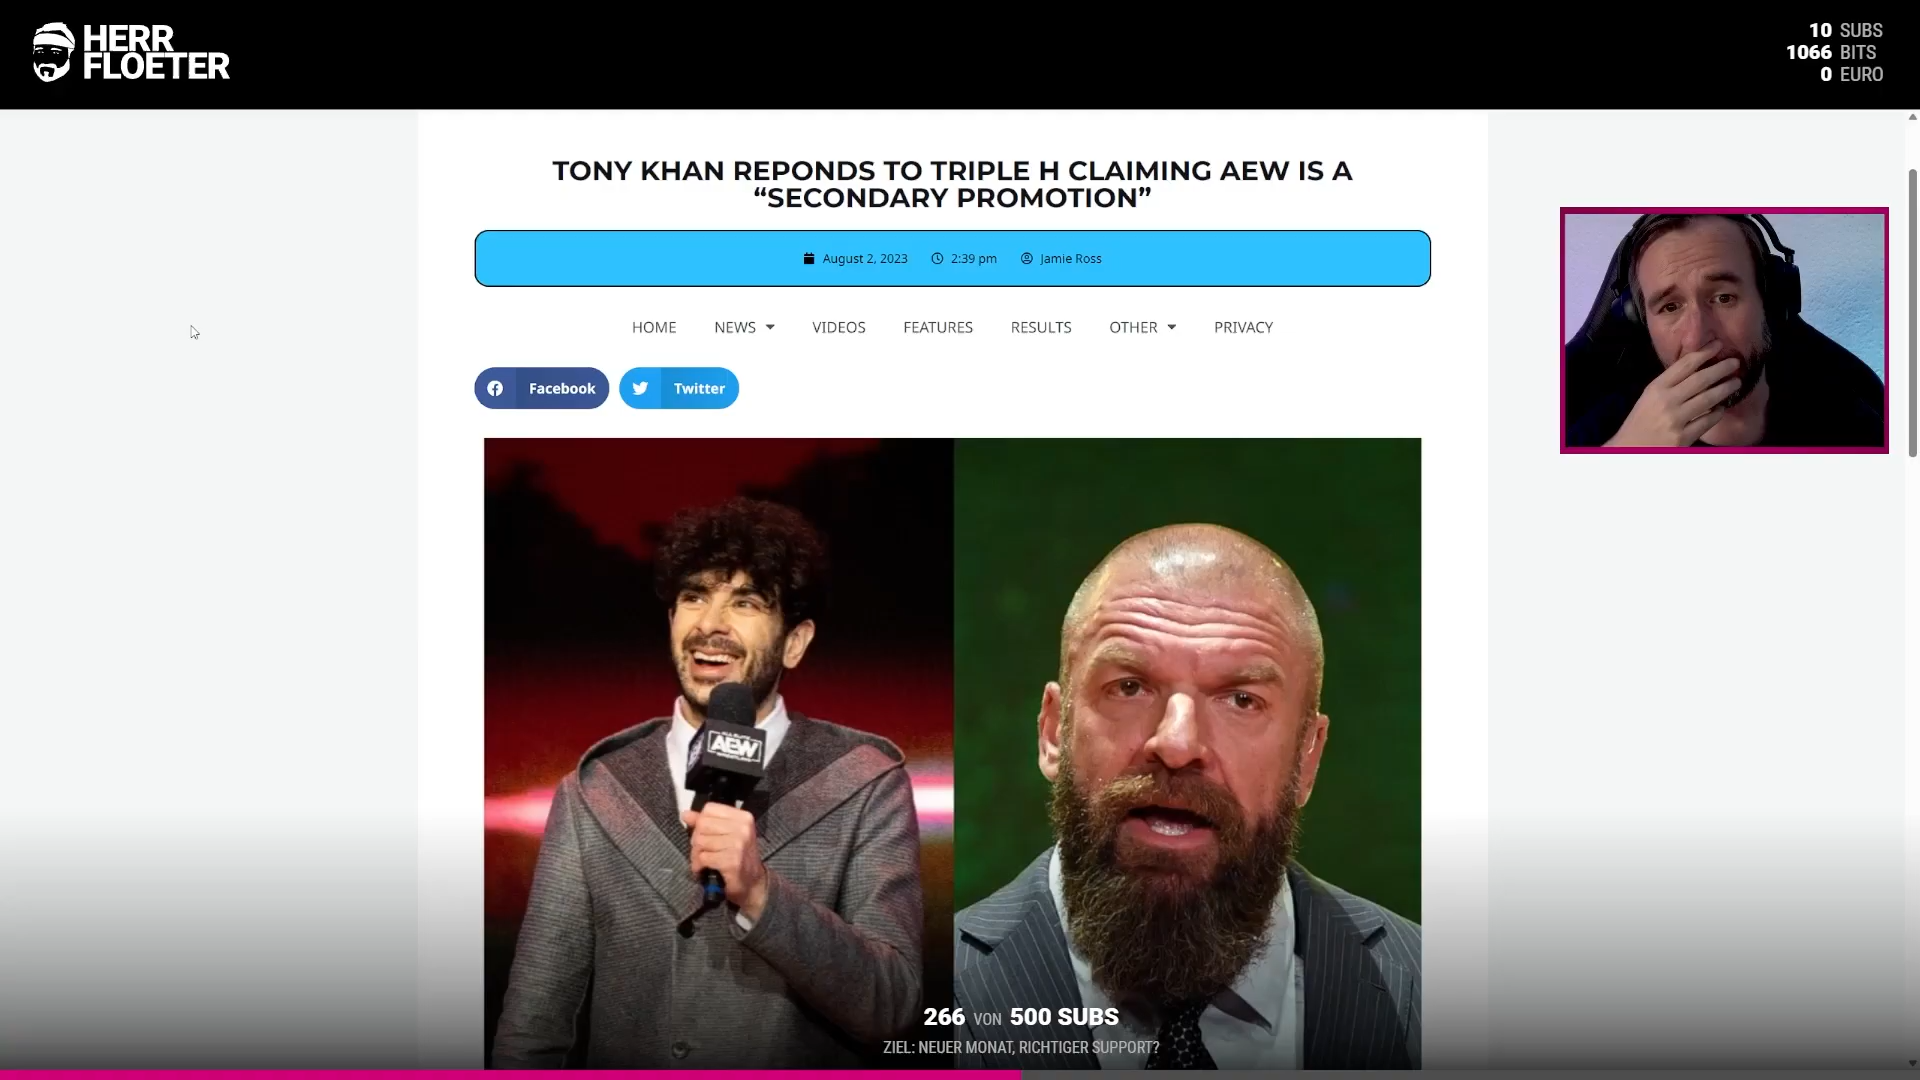 HERR
FLOETER
10 SUBS
1066 BITS
0 EURO
TONY KHAN REPONDS TO TRIPLE H CLAIMING AEW IS A
“SECONDARY PROMOTION”
August 2, 2023 2:39 pm Jamie Ross
HOME NEWS VIDEOS FEATURES RESULTS OTHER PRIVACY
Facebook Twitter
AEW
266 VON 500 SUBS
ZIEL: NEUER MONAT, RICHTIGER SUPPORT?